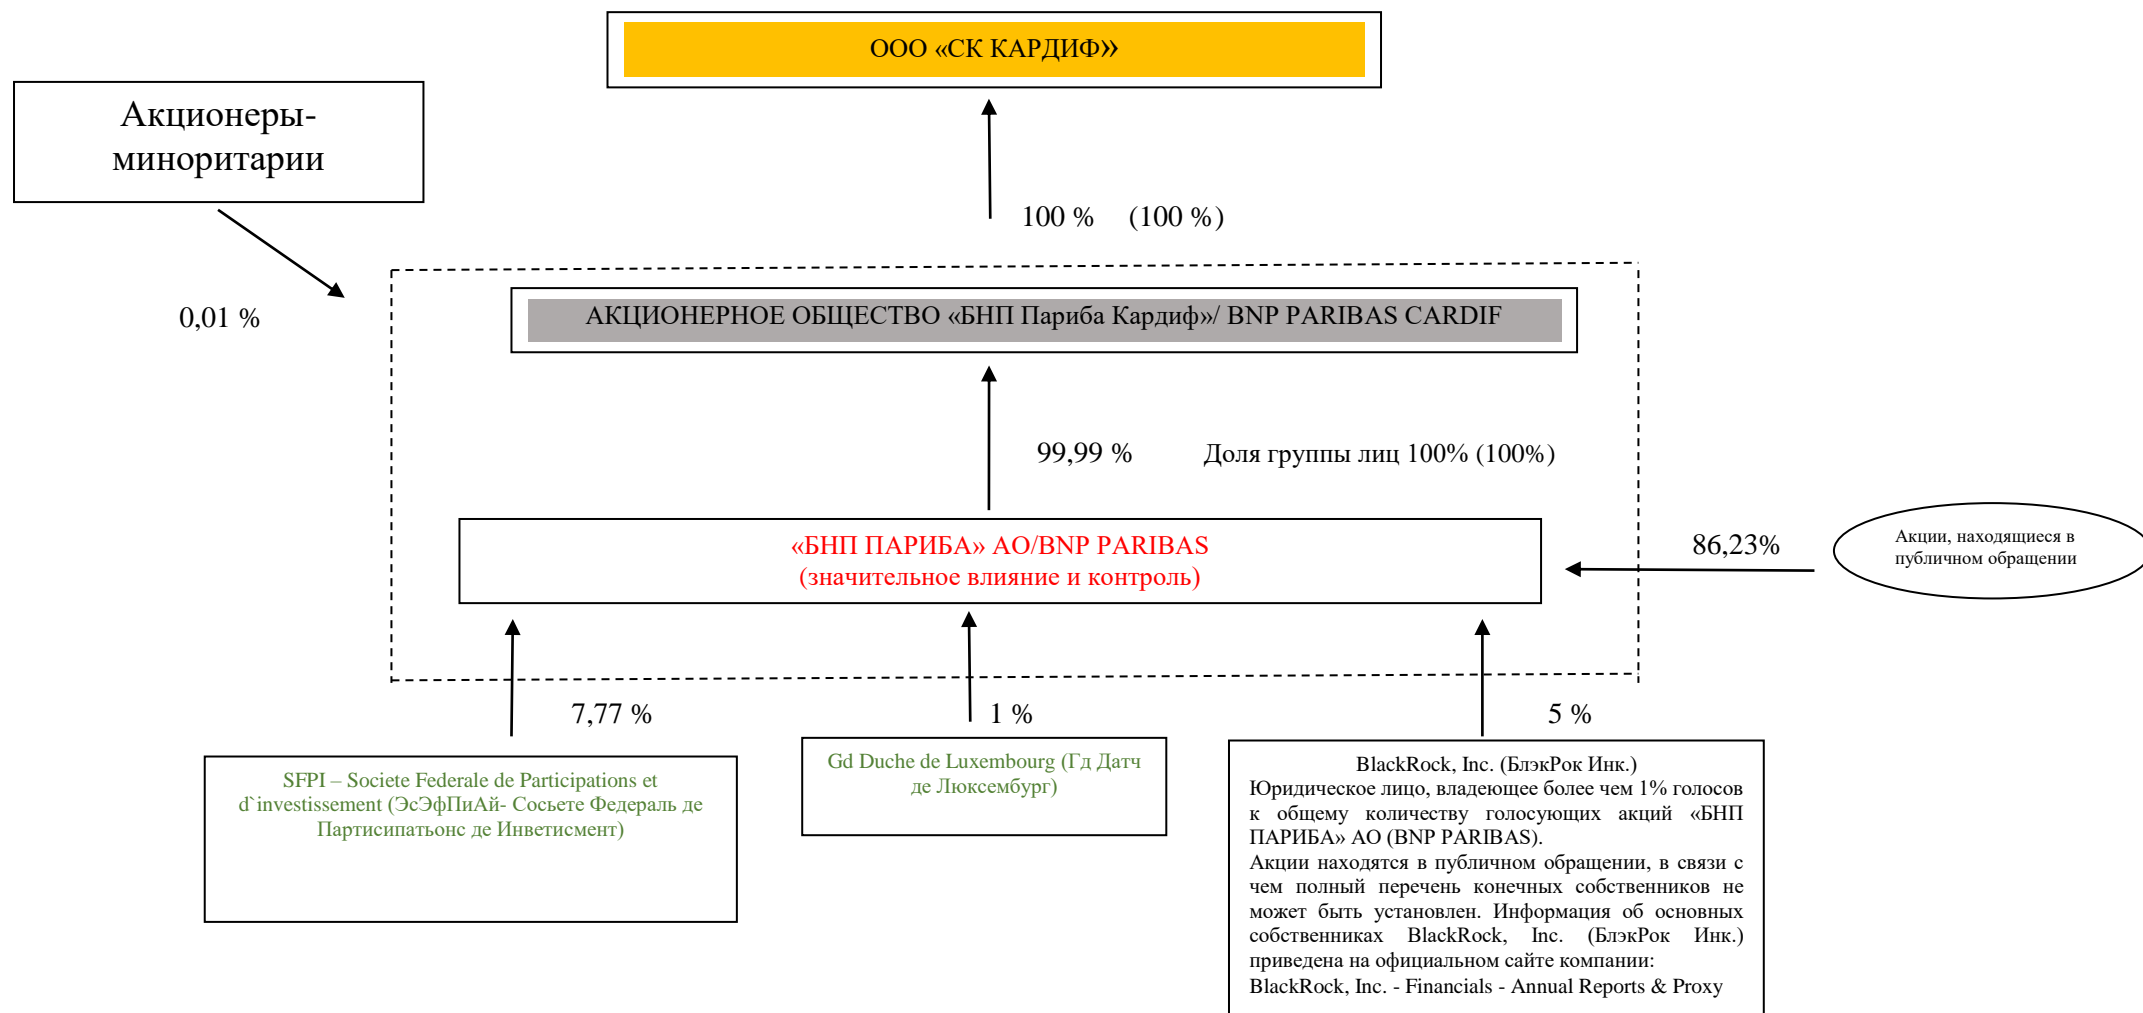 ООО «СК КАРДИФ»
Акционеры-
миноритарии
100 % (100 %)
0,01 %
АКЦИОНЕРНОЕ ОБЩЕСТВО «БНП Париба Кардиф»/ BNP PARIBAS CARDIF
99,99 % Доля группы лиц 100% (100%)
«БНП ПАРИБА» АО/BNP PARIBAS
(значительное влияние и контроль)
86,23%
Акции, находящиеся в
публичном обращении
7,77 %
1 %
5 %
SFPI – Societe Federale de Participations et
d`investissement (ЭсЭфПиАй- Сосьете Федераль де
Партисипатьонс де Инветисмент)
Gd Duche de Luxembourg (Гд Датч
де Люксембург)
BlackRock, Inc. (БлэкРок Инк.)
Юридическое лицо, владеющее более чем 1% голосов
к общему количеству голосующих акций «БНП
ПАРИБА» АО (BNP PARIBAS).
Акции находятся в публичном обращении, в связи с
чем полный перечень конечных собственников не
может быть установлен. Информация об основных
собственниках BlackRock, Inc. (БлэкРок Инк.)
приведена на официальном сайте компании:
BlackRock, Inc. - Financials - Annual Reports & Proxy